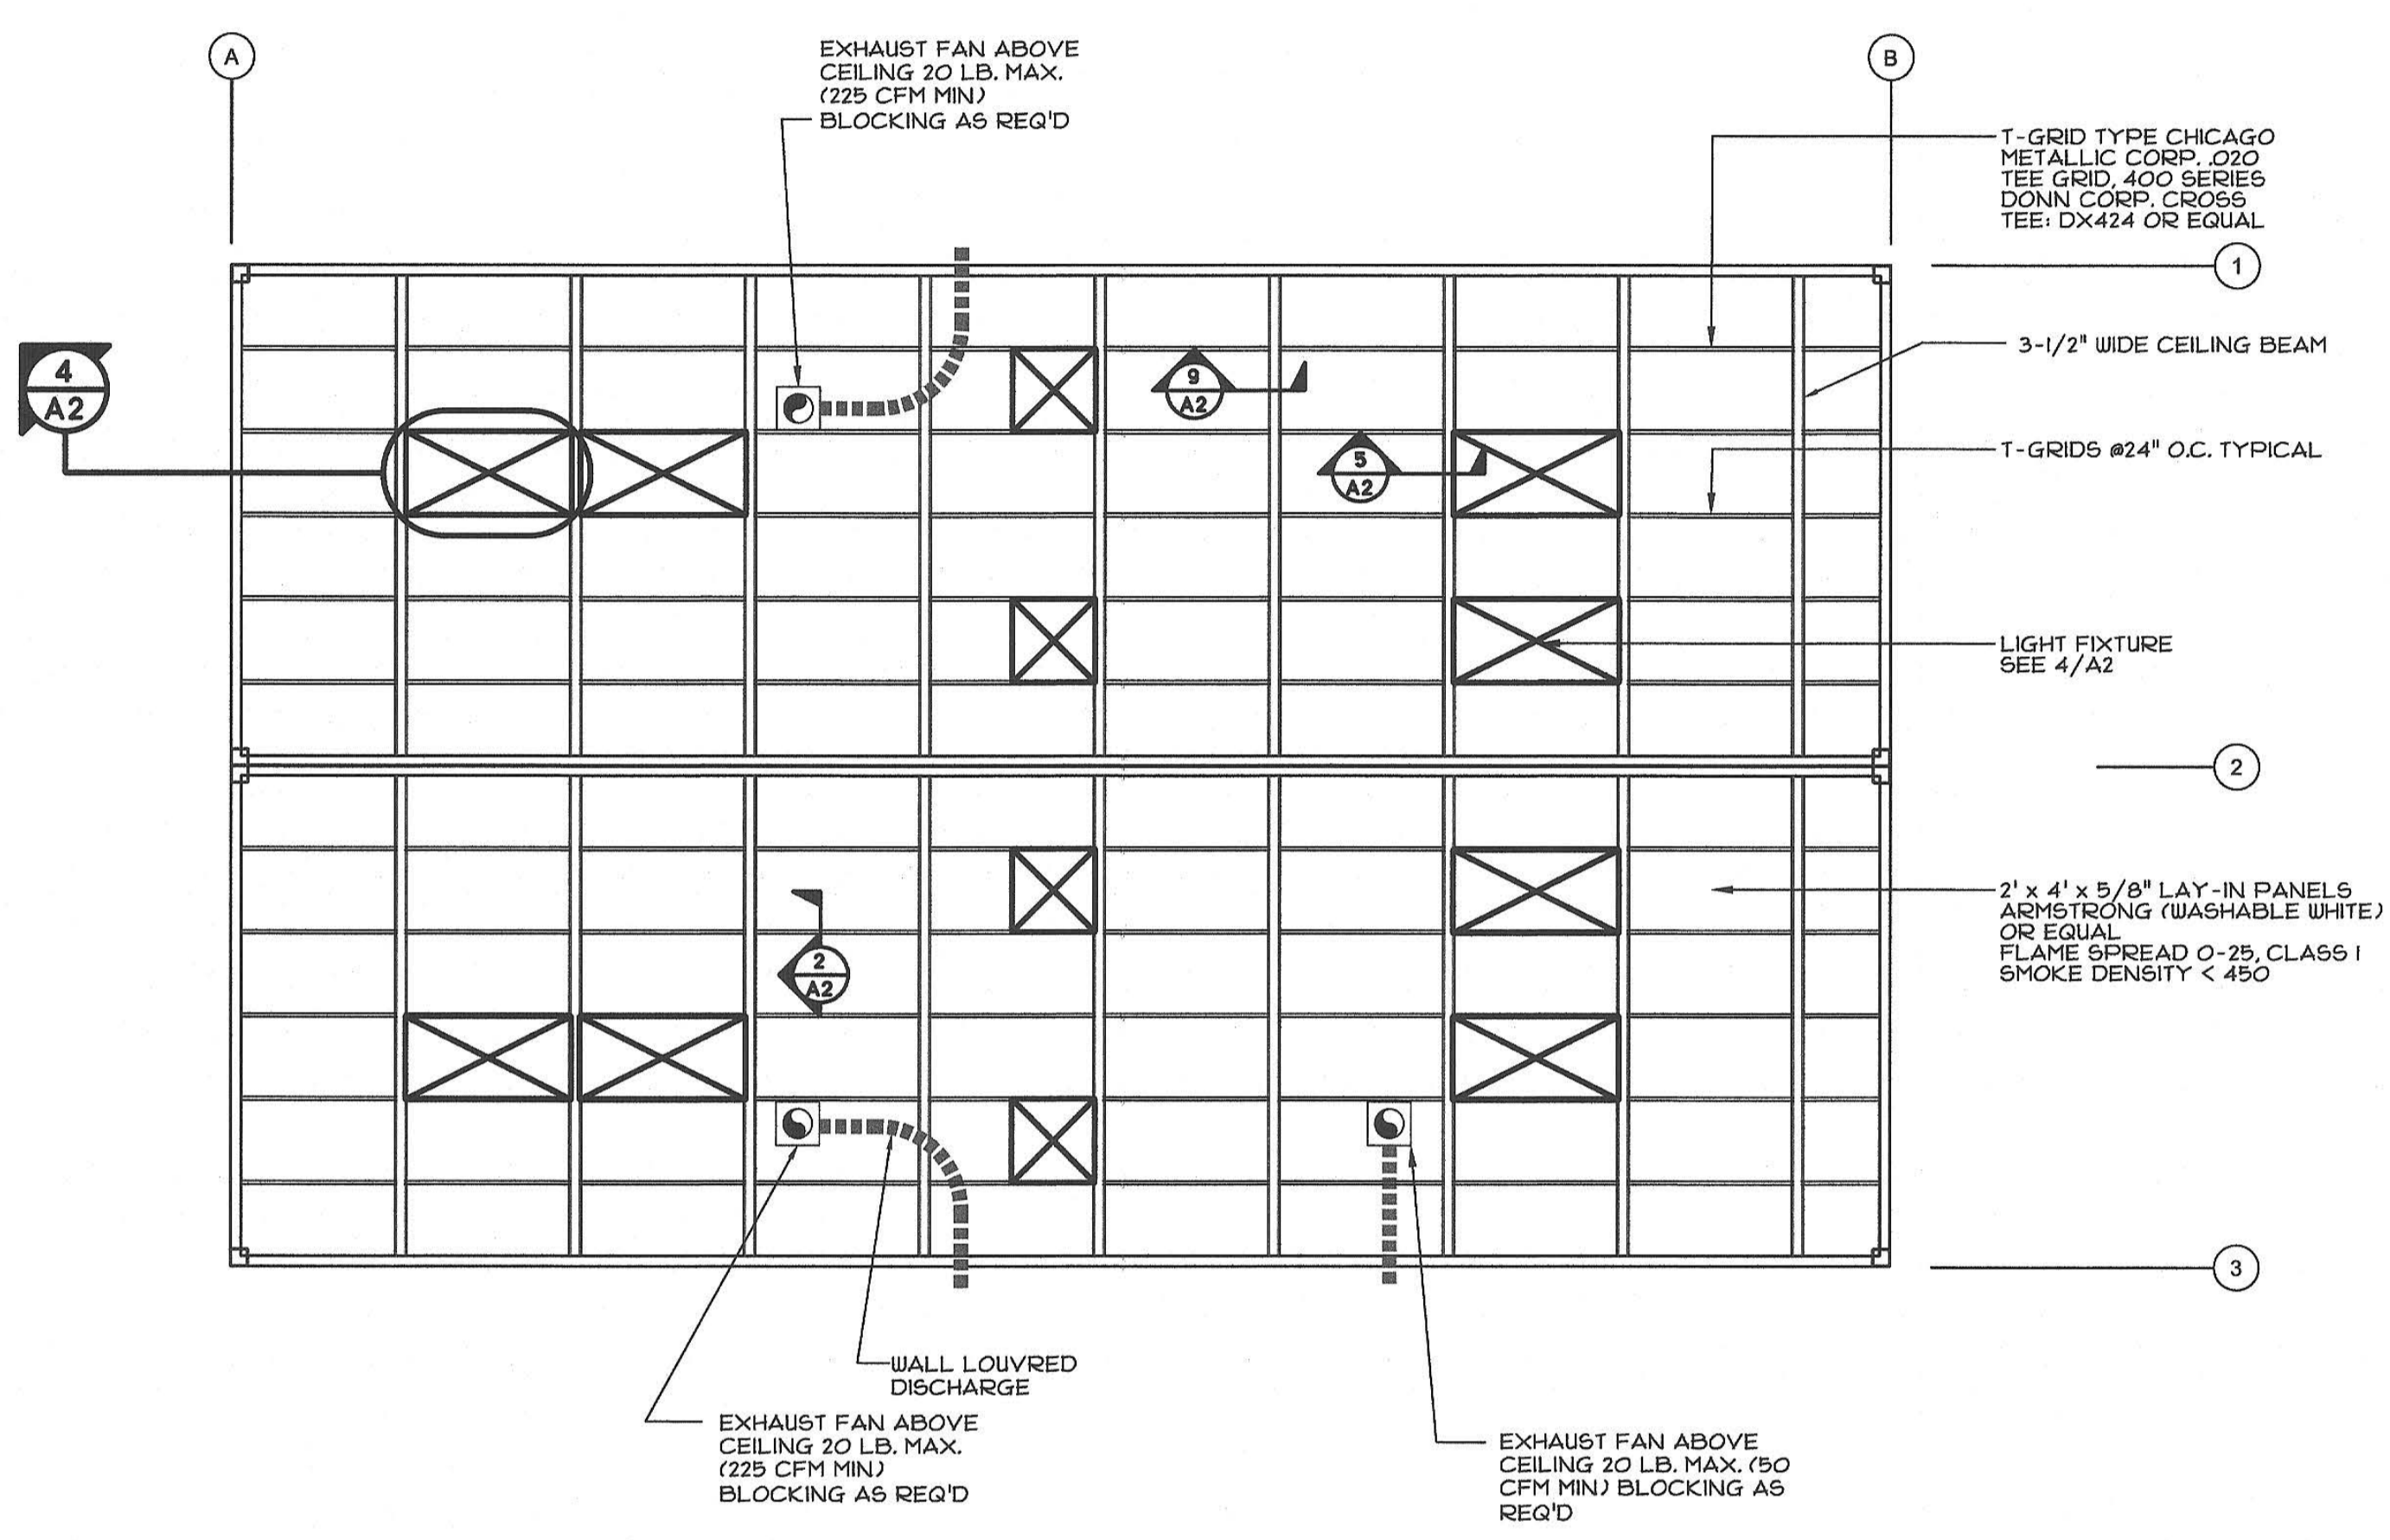 A
B
EXHAUST FAN ABOVE
CEILING 20 LB. MAX.
(225 CFM MIN)
BLOCKING AS REQ'D
T-GRID TYPE CHICAGO
METALLIC CORP. .020
TEE GRID, 400 SERIES
DONN CORP. CROSS
TEE: DX424 OR EQUAL
1
3-1/2" WIDE CEILING BEAM
4
A2
9
A2
5
A2
T-GRIDS @24" O.C. TYPICAL
LIGHT FIXTURE
SEE 4/A2
2
2' x 4' x 5/8" LAY-IN PANELS
ARMSTRONG (WASHABLE WHITE)
OR EQUAL
FLAME SPREAD 0-25, CLASS I
SMOKE DENSITY < 450
2
A2
3
WALL LOUVRED
DISCHARGE
EXHAUST FAN ABOVE
CEILING 20 LB. MAX.
(225 CFM MIN)
BLOCKING AS REQ'D
EXHAUST FAN ABOVE
CEILING 20 LB. MAX. (50
CFM MIN) BLOCKING AS
REQ'D